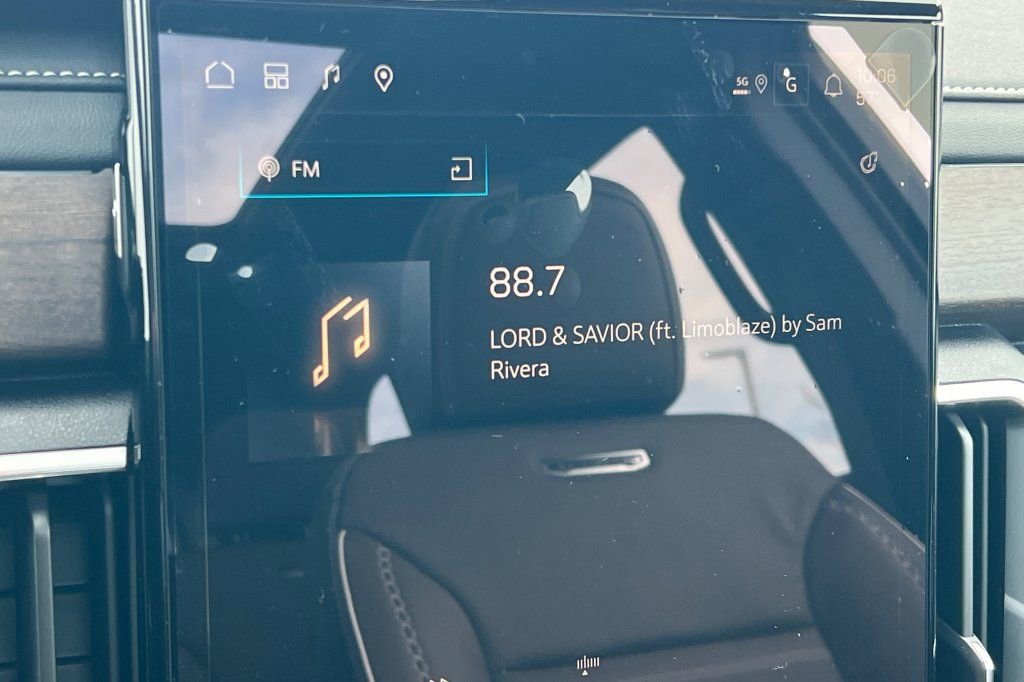 5G G 10:06
57°
FM
88.7
LORD & SAVIOR (ft. Limoblaze) by Sam
Rivera